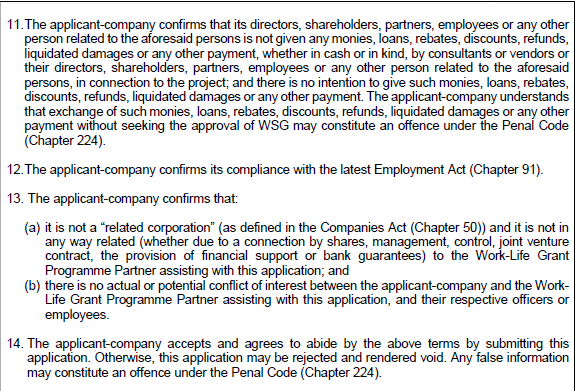 11.The applicant-company confirms that its directors, shareholders, partners, employees or any other
person related to the aforesaid persons is not given any monies, loans, rebates, discounts, refunds,
liquidated damages or any other payment, whether in cash or in kind, by consultants or vendors or
their directors, shareholders, partners, employees or any other person related to the aforesaid
persons, in connection to the project; and there is no intention to give such monies, loans, rebates,
discounts, refunds, liquidated damages or any other payment. The applicant-company understands
that exchange of such monies, loans, rebates, discounts, refunds, liquidated damages or any other
payment without seeking the approval of WSG may constitute an offence under the Penal Code
(Chapter 224).
12.The applicant-company confirms its compliance with the latest Employment Act (Chapter 91).
13. The applicant-company confirms that:
(a) it is not a “related corporation” (as defined in the Companies Act (Chapter 50)) and it is not in
any way related (whether due to a connection by shares, management, control, joint venture
contract, the provision of financial support or bank guarantees) to the Work-Life Grant
Programme Partner assisting with this application; and
(b) there is no actual or potential conflict of interest between the applicant-company and the Work-
Life Grant Programme Partner assisting with this application, and their respective officers or
employees.
14. The applicant-company accepts and agrees to abide by the above terms by submitting this
application. Otherwise, this application may be rejected and rendered void. Any false information
may constitute an offence under the Penal Code (Chapter 224).